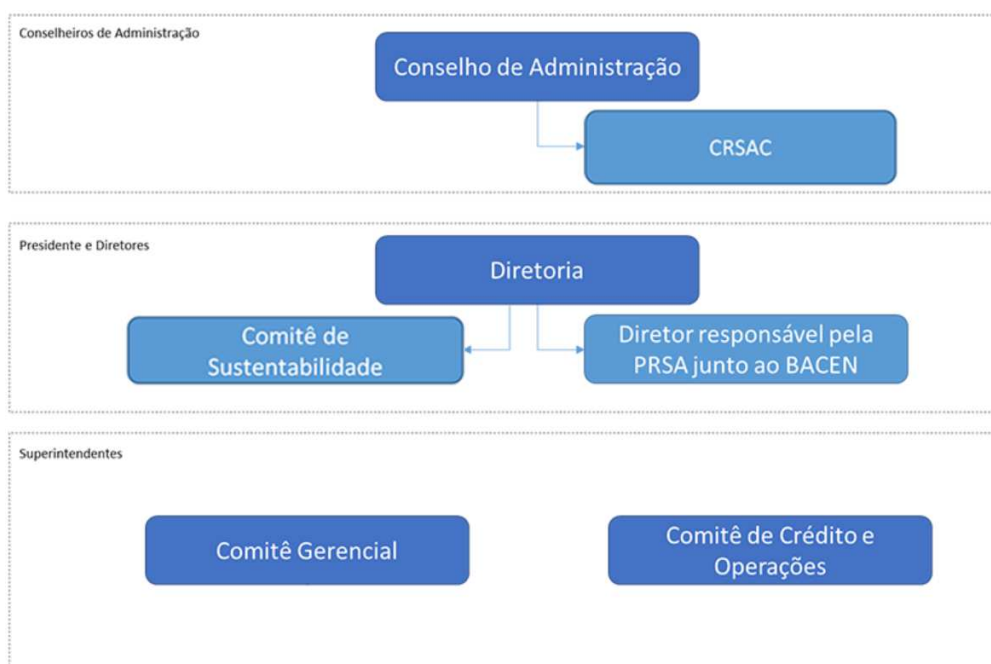 Conselheiros de Administração
Conselho de Administração
CRSAC
Presidente e Diretores
Diretoria
Comitê de
Sustentabilidade
Diretor responsável pela
PRSA junto ao BACEN
Superintendentes
Comitê Gerencial
Comitê de Crédito e
Operações